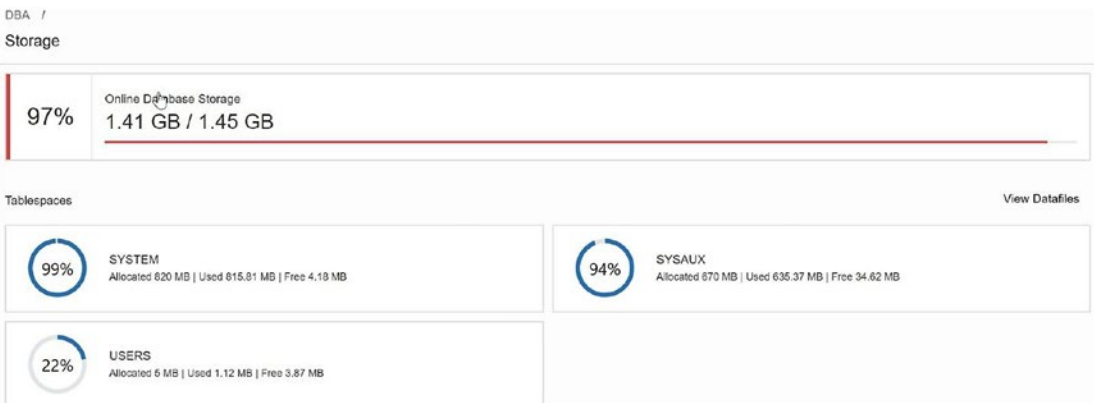 DBA /
Storage
97%
Online Database Storage
1.41 GB / 1.45 GB
Tablespaces
View Datafiles
99%
SYSTEM
Allocated 820 MB | Used 815.81 MB | Free 4.18 MB
94%
SYSAUX
Allocated 670 MB | Used 635.37 MB | Free 34.62 MB
22%
USERS
Allocated 5 MB | Used 1.12 MB | Free 3.87 MB